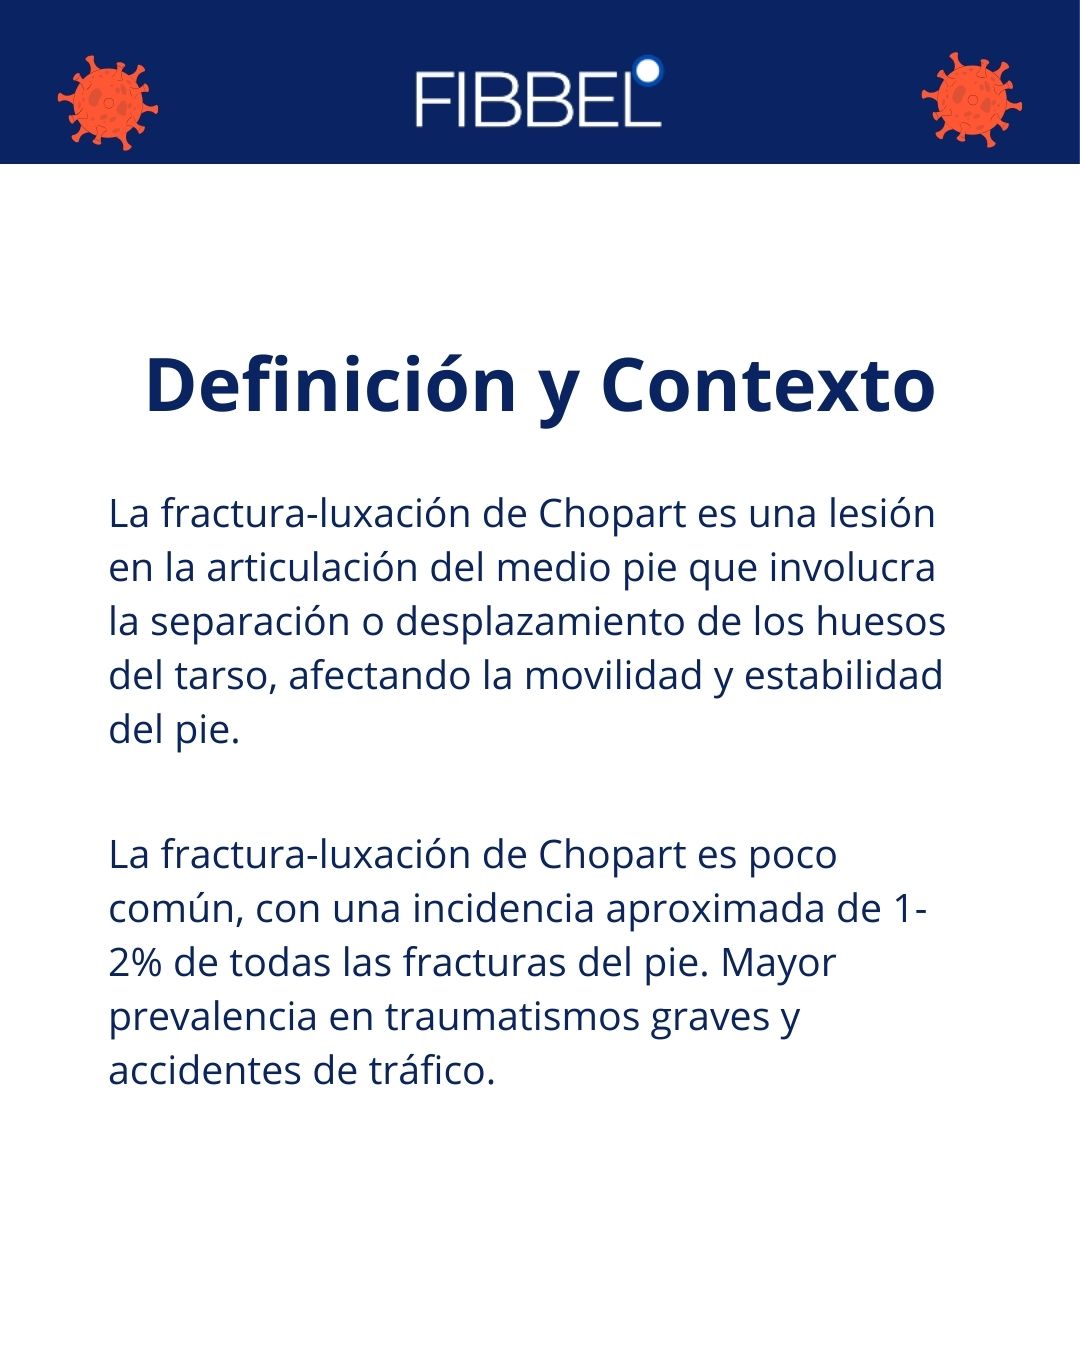 FIBBEL
Definición y Contexto
La fractura-luxación de Chopart es una lesión
en la articulación del medio pie que involucra
la separación o desplazamiento de los huesos
del tarso, afectando la movilidad y estabilidad
del pie.
La fractura-luxación de Chopart es poco
común, con una incidencia aproximada de 1-
2% de todas las fracturas del pie. Mayor
prevalencia en traumatismos graves y
accidentes de tráfico.